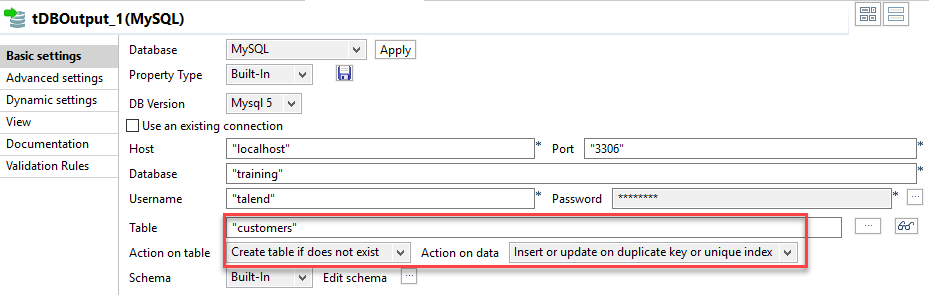 tDBOutput_1(MySQL)
Basic settings
Advanced settings
Dynamic settings
View
Documentation
Validation Rules
Database MySQL Apply
Property Type Built-In
DB Version Mysql 5
Use an existing connection
Host "localhost" * Port "3306" *
Database "training" *
Username "talend" * Password ******** * ...
Table "customers" ...
Action on table Create table if does not exist Action on data Insert or update on duplicate key or unique index
Schema Built-In Edit schema ...